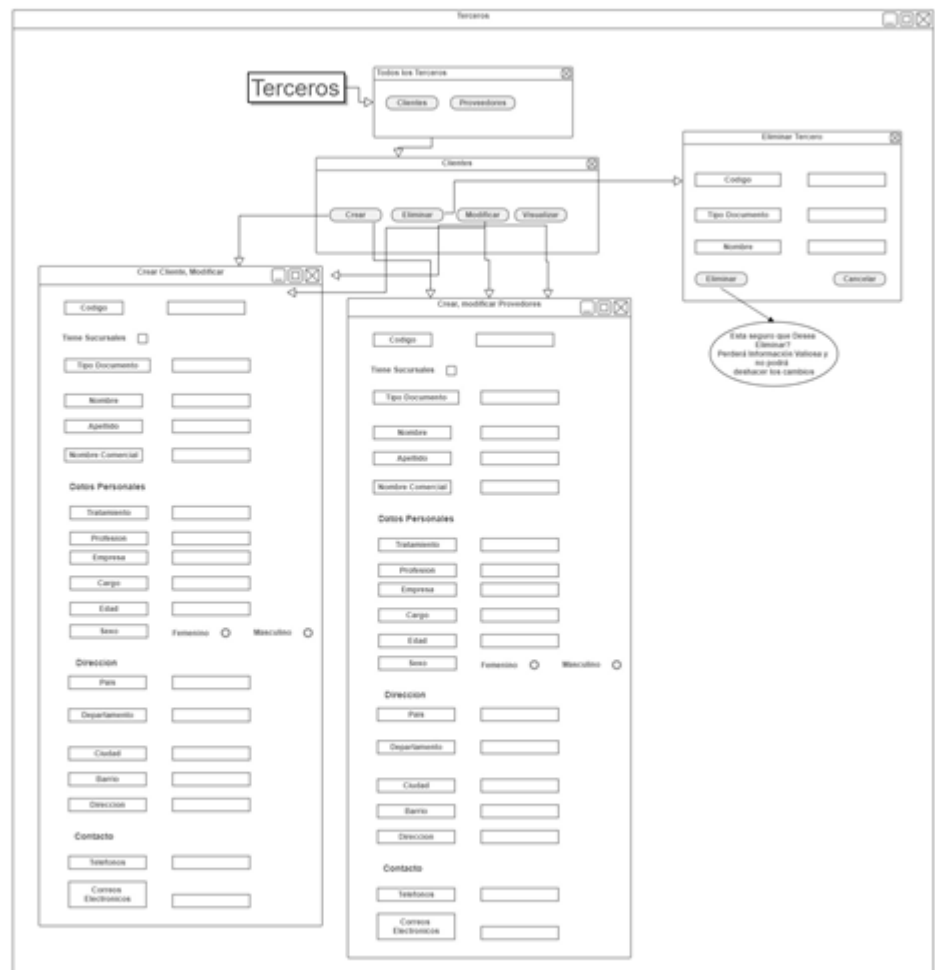 Terceros
Terceros
Todos los Terceros
Clientes Proveedores
Clientes
Crear Eliminar Modificar Visualizar
Eliminar Tercero
Codigo
Tipo Documento
Nombre
Eliminar Cancelar
Esta seguro que Desea
Eliminar?
Perderá Información Valiosa y
no podrá
deshacer los cambios
Crear Cliente, Modificar
Codigo
Tiene Sucursales
Tipo Documento
Nombre
Apellido
Nombre Comercial
Datos Personales
Tratamiento
Profesion
Empresa
Cargo
Edad
Sexo Femenino Masculino
Direccion
Pais
Departamento
Ciudad
Barrio
Direccion
Contacto
Telefonos
Correos
Electronicos
Crear, modificar Provedores
Codigo
Tiene Sucursales
Tipo Documento
Nombre
Apellido
Nombre Comercial
Datos Personales
Tratamiento
Profesion
Empresa
Cargo
Edad
Sexo Femenino Masculino
Direccion
Pais
Departamento
Ciudad
Barrio
Direccion
Contacto
Telefonos
Correos
Electronicos